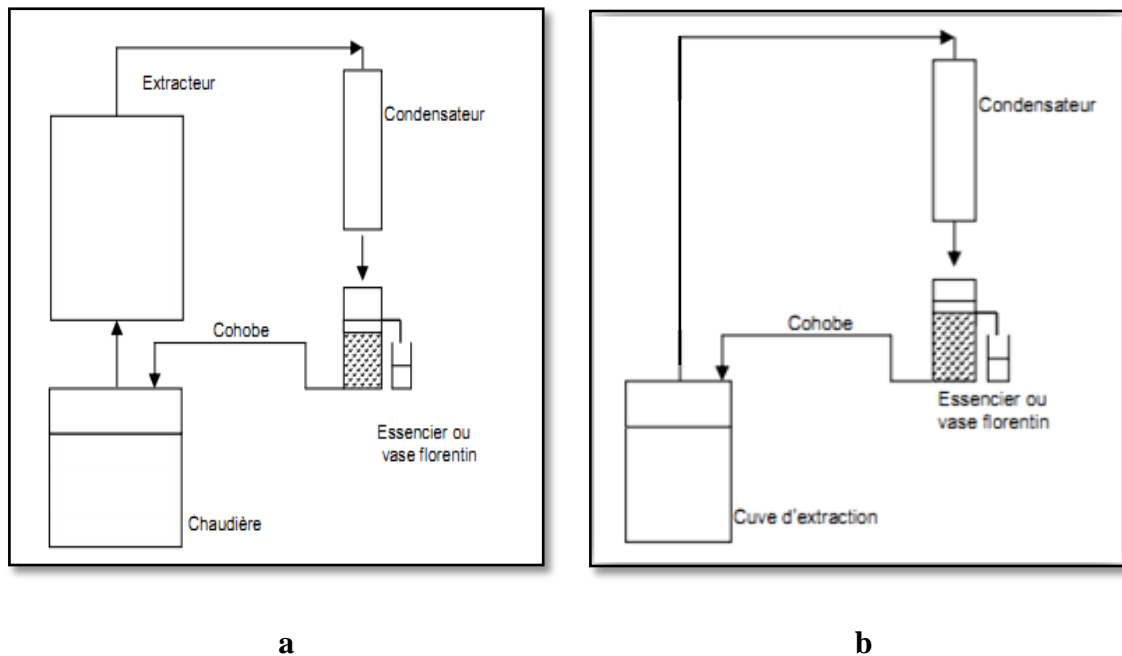 Extracteur
Condensateur
Cohobe
Essencier ou
vase florentin
Chaudière
a
Condensateur
Cohobe
Essencier ou
vase florentin
Cuve d'extraction
b